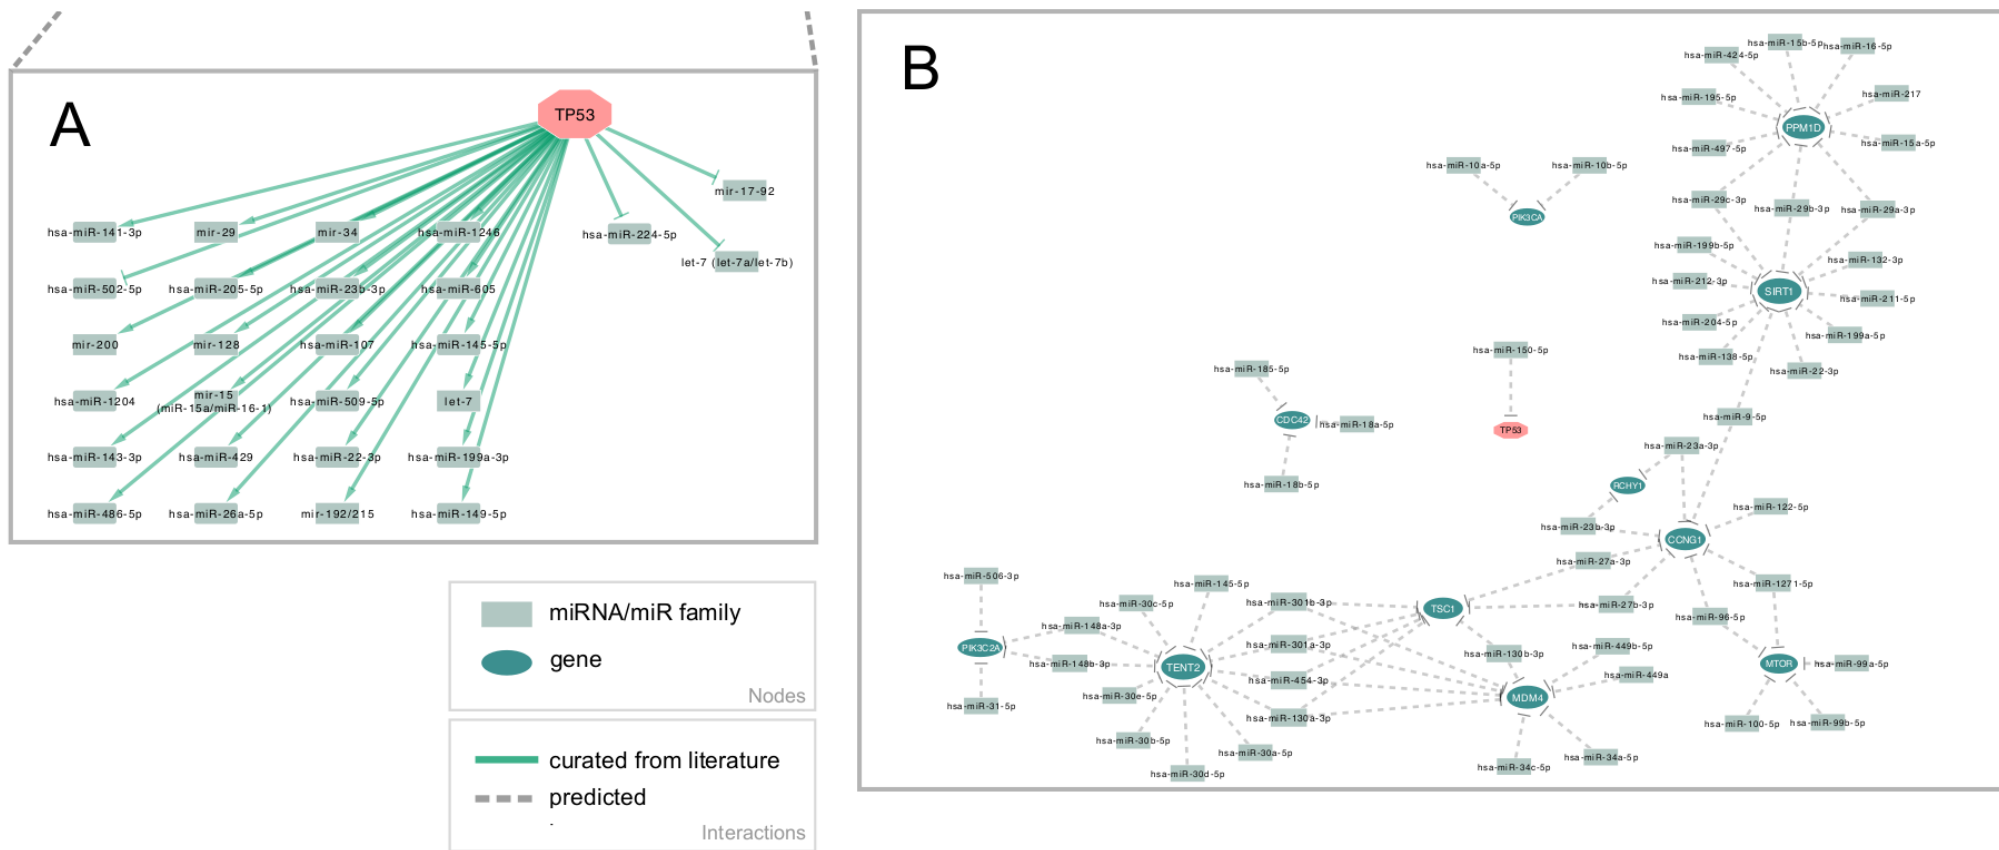 A
TP53
mir-17-92
hsa-miR-141-3p
mir-29
mir-34
hsa-miR-1246
hsa-miR-224-5p
let-7 (let-7a/let-7b)
hsa-miR-502-5p
hsa-miR-205-5p
hsa-miR-23b-3p
hsa-miR-605
mir-200
mir-128
hsa-miR-107
hsa-miR-145-5p
hsa-miR-1204
mir-15
(miR-15a/miR-16-1)
hsa-miR-509-5p
let-7
hsa-miR-143-3p
hsa-miR-429
hsa-miR-22-3p
hsa-miR-199a-3p
hsa-miR-486-5p
hsa-miR-26a-5p
mir-192/215
hsa-miR-149-5p
miRNA/miR family
gene
Nodes
curated from literature
predicted
Interactions
B
hsa-miR-15b-5p
hsa-miR-16-5p
hsa-miR-424-5p
hsa-miR-195-5p
hsa-miR-217
PPM1D
hsa-miR-497-5p
hsa-miR-15a-5p
hsa-miR-10a-5p
hsa-miR-10b-5p
PIK3CA
hsa-miR-29c-3p
hsa-miR-29b-3p
hsa-miR-29a-3p
hsa-miR-199b-5p
hsa-miR-132-3p
hsa-miR-212-3p
SIRT1
hsa-miR-211-5p
hsa-miR-204-5p
hsa-miR-199a-5p
hsa-miR-138-5p
hsa-miR-22-3p
hsa-miR-150-5p
TP53
hsa-miR-185-5p
CDC42
hsa-miR-18a-5p
hsa-miR-18b-5p
hsa-miR-9-5p
hsa-miR-23a-3p
RCHY1
hsa-miR-23b-3p
hsa-miR-122-5p
CCNG1
hsa-miR-27a-3p
hsa-miR-1271-5p
hsa-miR-27b-3p
hsa-miR-96-5p
hsa-miR-506-3p
hsa-miR-145-5p
hsa-miR-30c-5p
hsa-miR-301b-3p
TSC1
hsa-miR-148a-3p
PIK3C2A
hsa-miR-148b-3p
TENT2
hsa-miR-301a-3p
hsa-miR-130b-3p
hsa-miR-449b-5p
hsa-miR-449a
MTOR
hsa-miR-99a-5p
hsa-miR-454-3p
hsa-miR-30e-5p
MDM4
hsa-miR-31-5p
hsa-miR-130a-3p
hsa-miR-100-5p
hsa-miR-99b-5p
hsa-miR-30b-5p
hsa-miR-30a-5p
hsa-miR-30d-5p
hsa-miR-34c-5p
hsa-miR-34a-5p